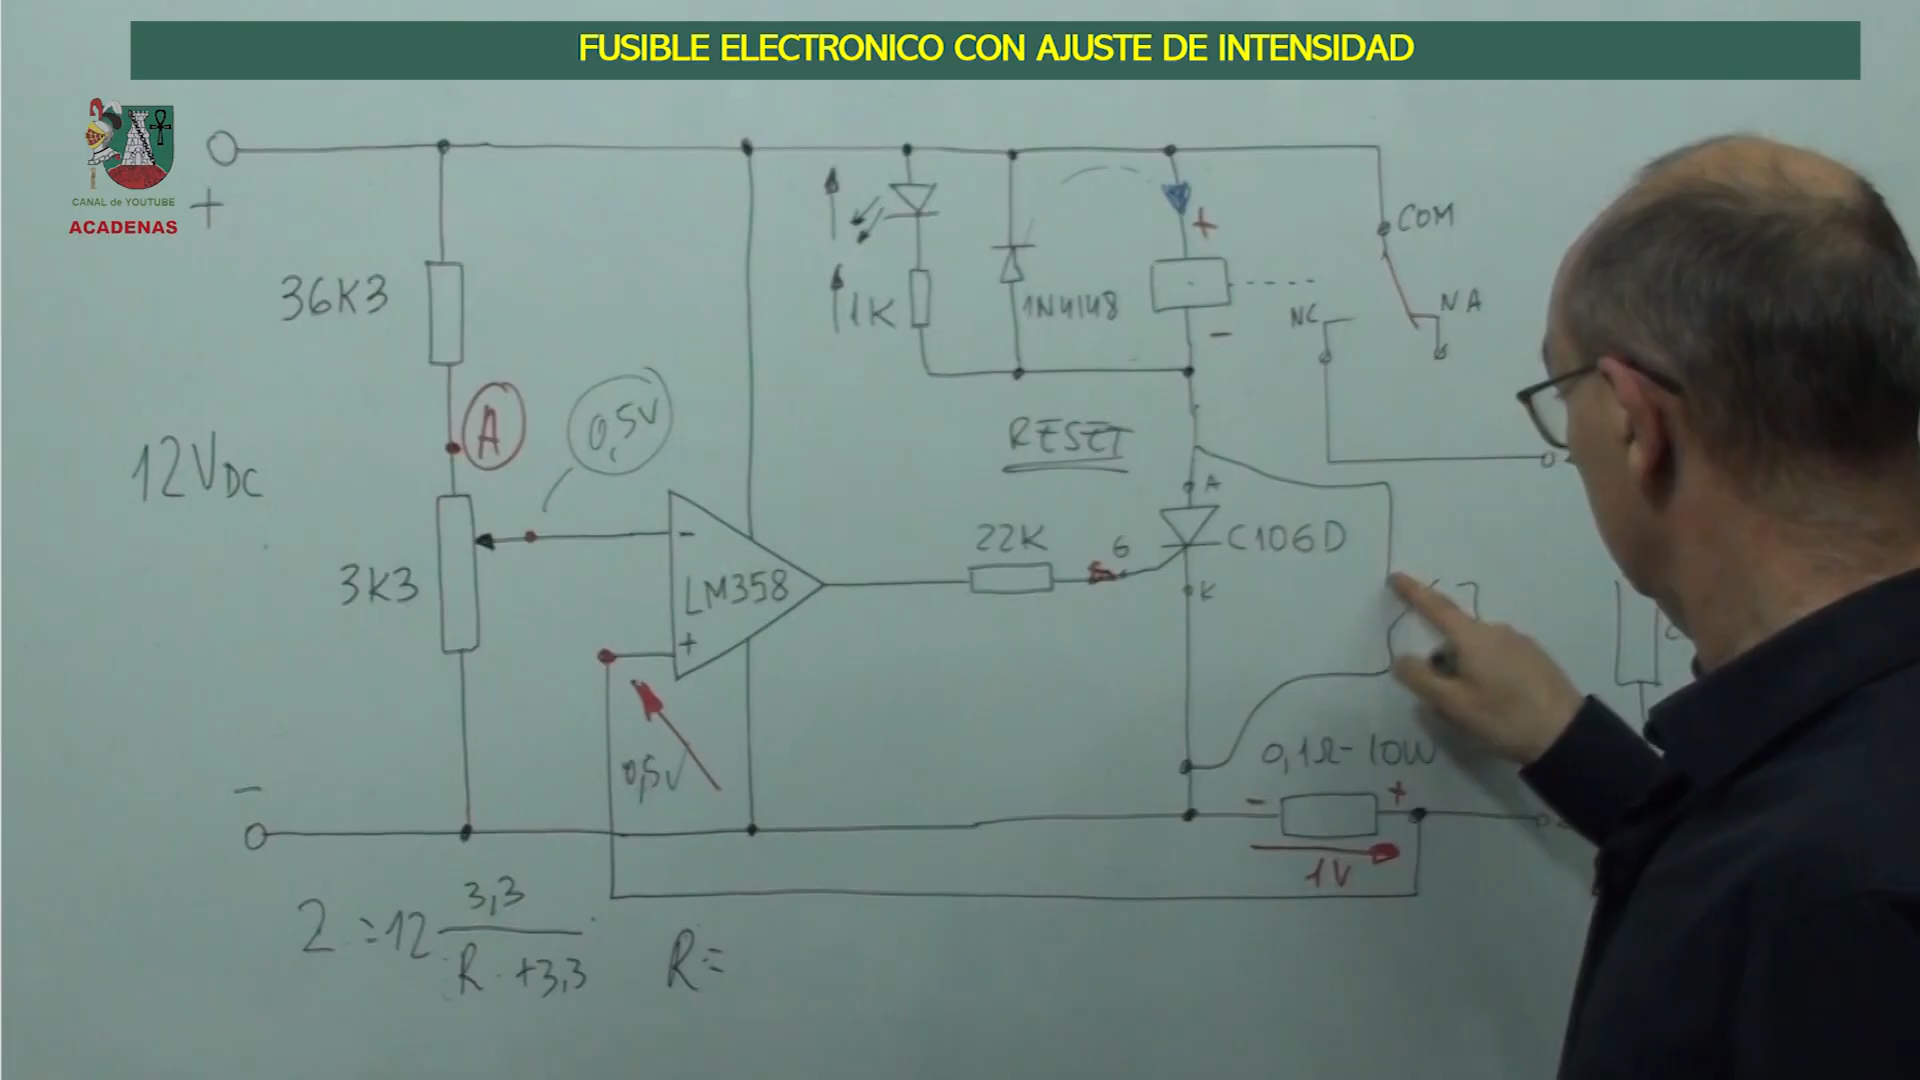 FUSIBLE ELECTRONICO CON AJUSTE DE INTENSIDAD
CANAL de YOUTUBE
ACADENAS
+
COM
+
36K3
1K
1N4148
NC
NA
-
A
0,5V
RESET
12VDC
A
-
22K
G
C106D
3K3
LM358
K
+
0,5V
0,1Ω-10W
-
- +
1V
2 = 12 3,3
R + 3,3
R =